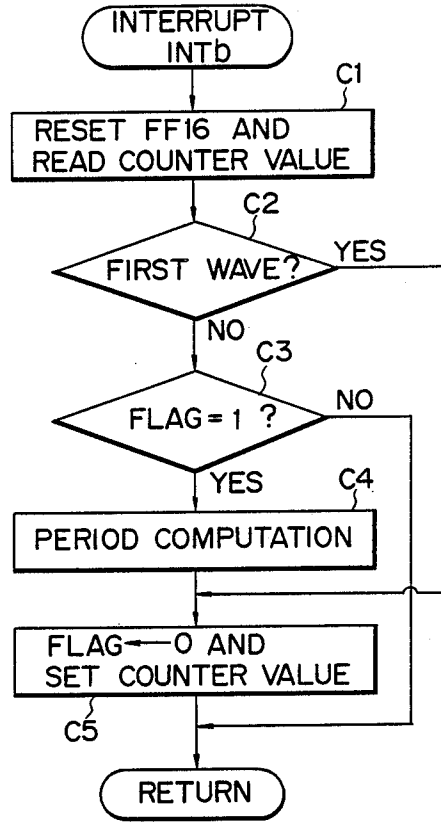 INTERRUPT
INTb
C1
RESET FF16 AND
READ COUNTER VALUE
C2
FIRST WAVE?
YES
NO
C3
FLAG=1 ?
NO
YES
C4
PERIOD COMPUTATION
FLAG←0 AND
SET COUNTER VALUE
C5
RETURN